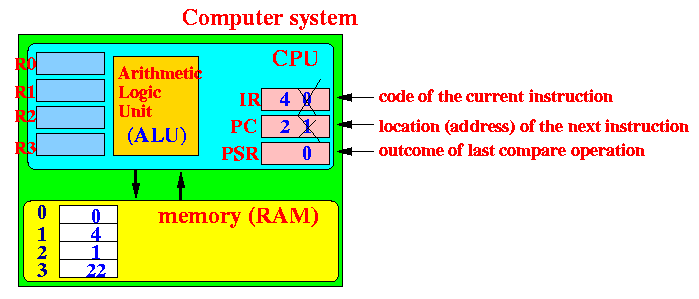 Computer system
CPU
R0
R1
R2
R3
Arithmetic
Logic
Unit
(ALU)
IR 4 0
code of the current instruction
PC 2 1
location (address) of the next instruction
PSR 0
outcome of last compare operation
memory (RAM)
0 0
1 4
2 1
3 22